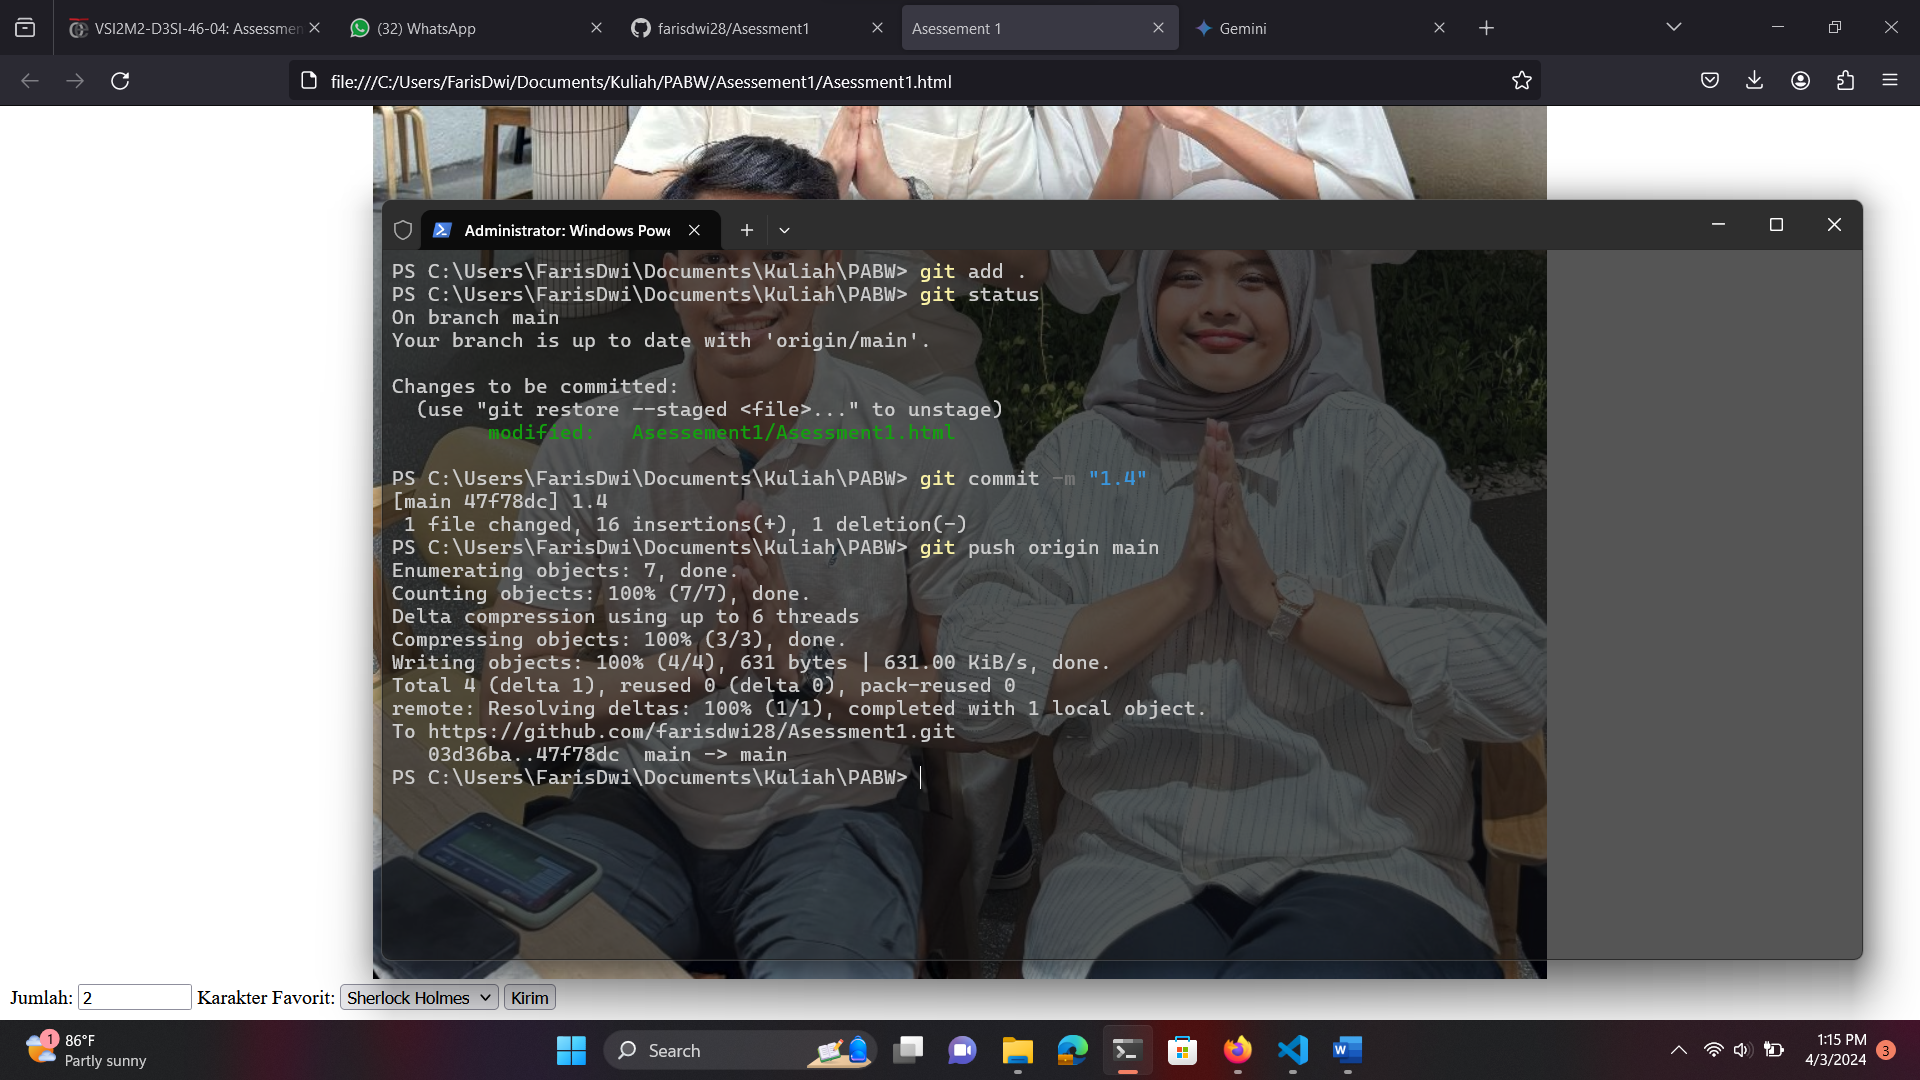 VSI2M2-D3SI-46-04: Assessmen
(32) WhatsApp
farisdwi28/Asessment1
Asessement 1
Gemini
file:///C:/Users/FarisDwi/Documents/Kuliah/PABW/Asessement1/Asessment1.html
Administrator: Windows Powe
PS C:\Users\FarisDwi\Documents\Kuliah\PABW> git add .
PS C:\Users\FarisDwi\Documents\Kuliah\PABW> git status
On branch main
Your branch is up to date with 'origin/main'.
Changes to be committed:
(use "git restore --staged <file>..." to unstage)
modified: Asessement1/Asessment1.html
PS C:\Users\FarisDwi\Documents\Kuliah\PABW> git commit -m "1.4"
[main 47f78dc] 1.4
1 file changed, 16 insertions(+), 1 deletion(-)
PS C:\Users\FarisDwi\Documents\Kuliah\PABW> git push origin main
Enumerating objects: 7, done.
Counting objects: 100% (7/7), done.
Delta compression using up to 6 threads
Compressing objects: 100% (3/3), done.
Writing objects: 100% (4/4), 631 bytes | 631.00 KiB/s, done.
Total 4 (delta 1), reused 0 (delta 0), pack-reused 0
remote: Resolving deltas: 100% (1/1), completed with 1 local object.
To https://github.com/farisdwi28/Asessment1.git
03d36ba..47f78dc main -> main
PS C:\Users\FarisDwi\Documents\Kuliah\PABW>
Jumlah: 2 Karakter Favorit: Sherlock Holmes Kirim
1
86°F
Partly sunny
Search
1:15 PM
4/3/2024
3